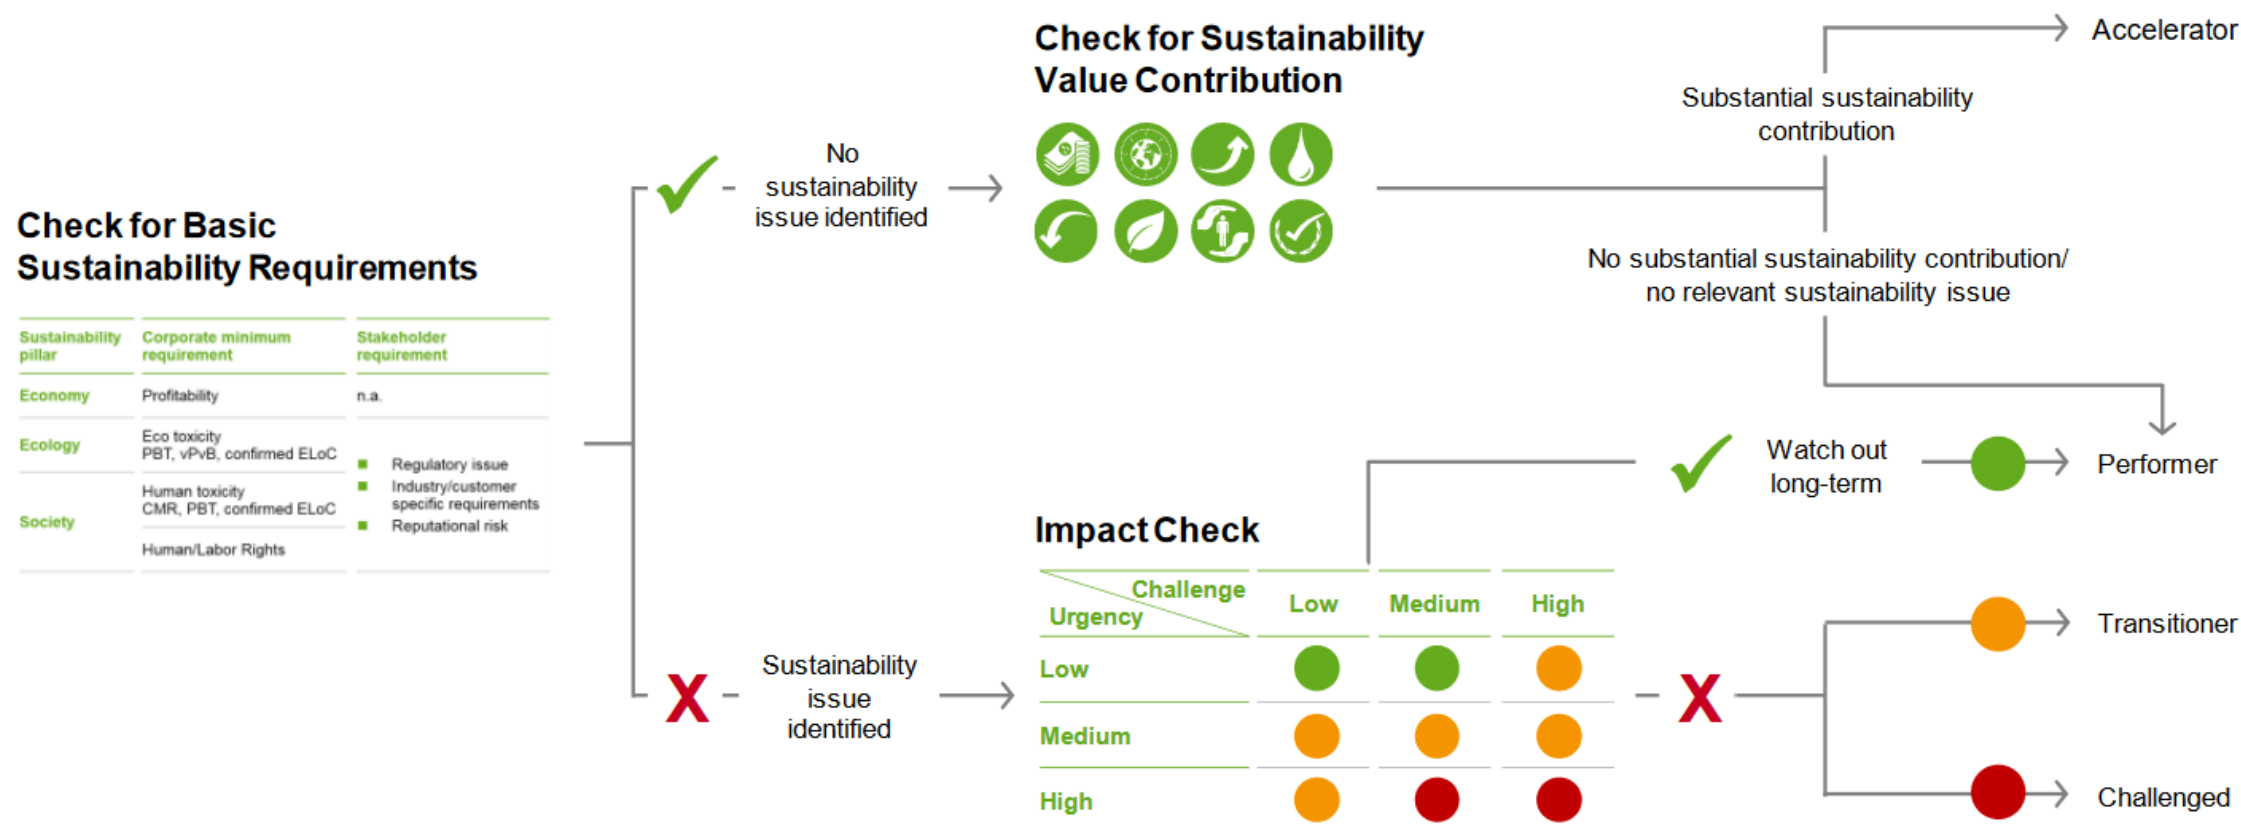 Check for Basic
Sustainability Requirements
Sustainability
pillar
Corporate minimum
requirement
Stakeholder
requirement
Economy
Profitability
n.a.
Ecology
Eco toxicity
PBT, vPvB, confirmed ELoC
Society
Human toxicity
CMR, PBT, confirmed ELoC
Human/Labor Rights
Regulatory issue
Industry/customer
specific requirements
Reputational risk
No
sustainability
issue identified
Check for Sustainability
Value Contribution
Substantial sustainability
contribution
Accelerator
No substantial sustainability contribution/
no relevant sustainability issue
X
Sustainability
issue
identified
Impact Check
Challenge
Urgency
Low
Medium
High
Low
Medium
High
Watch out
long-term
Performer
X
Transitioner
Challenged